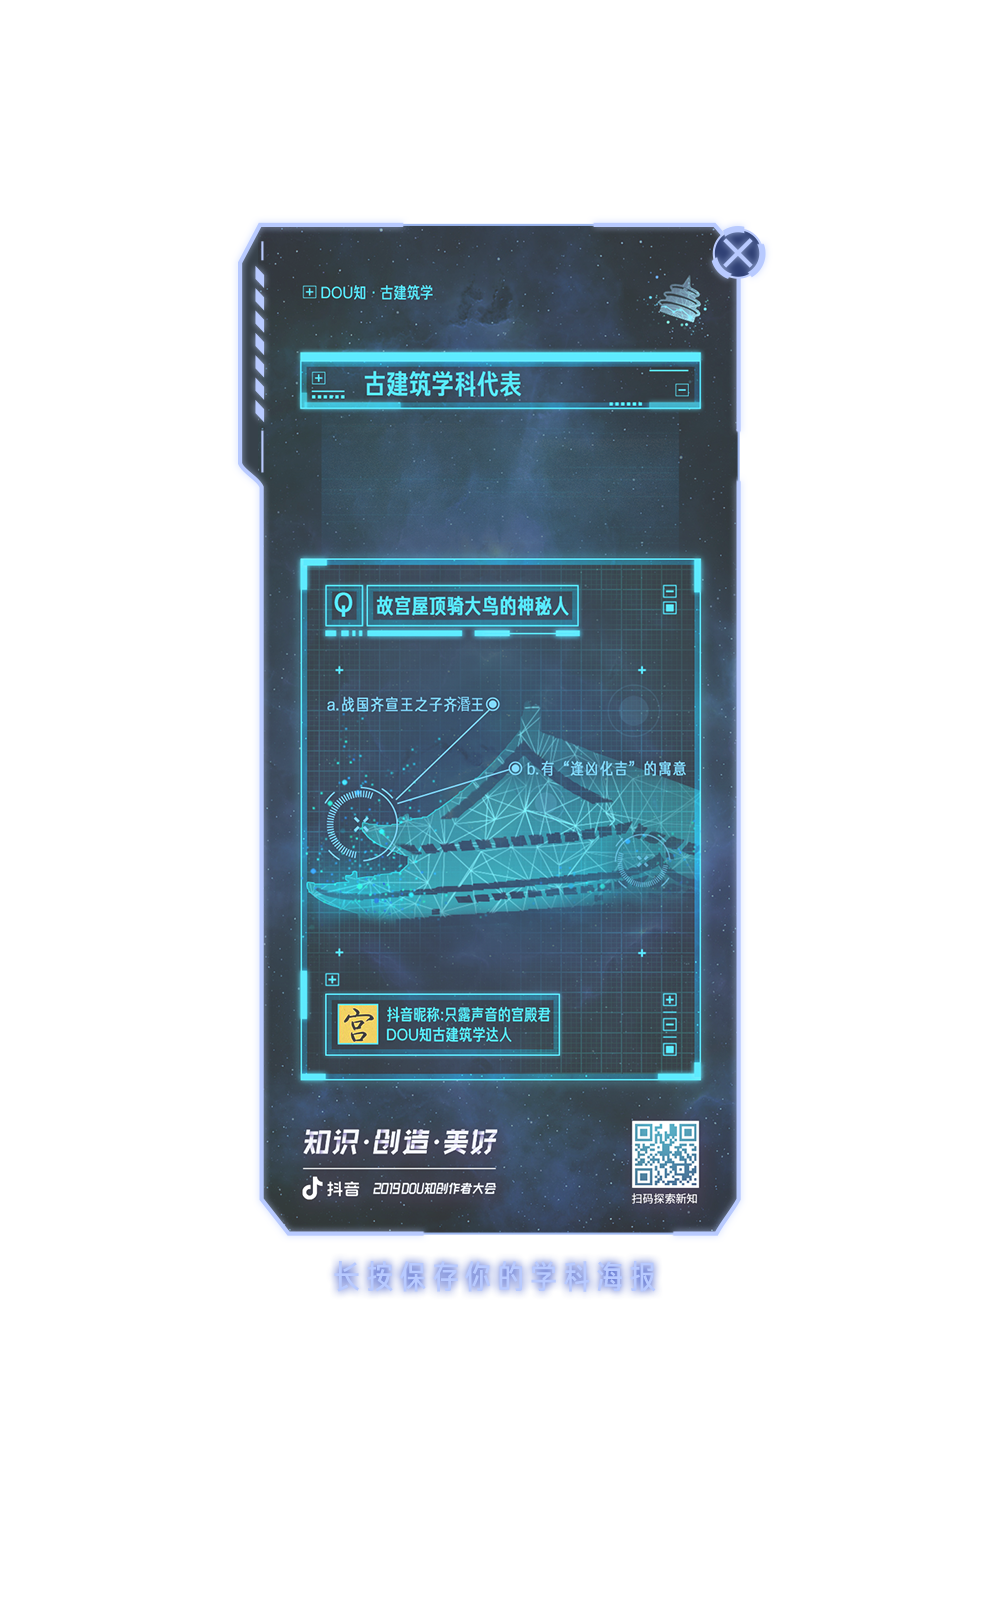 DOU知·古建筑学
古建筑学科代表
Q 故宫屋顶骑大鸟的神秘人
a.战国齐宣王之子齐湣王
b.有“逢凶化吉”的寓意
宫
抖音昵称:只露声音的宫殿君
DOU知古建筑学达人
知识·创造·美好
抖音 2019DOU知创作者大会
扫码探索新知
长按保存你的学科海报